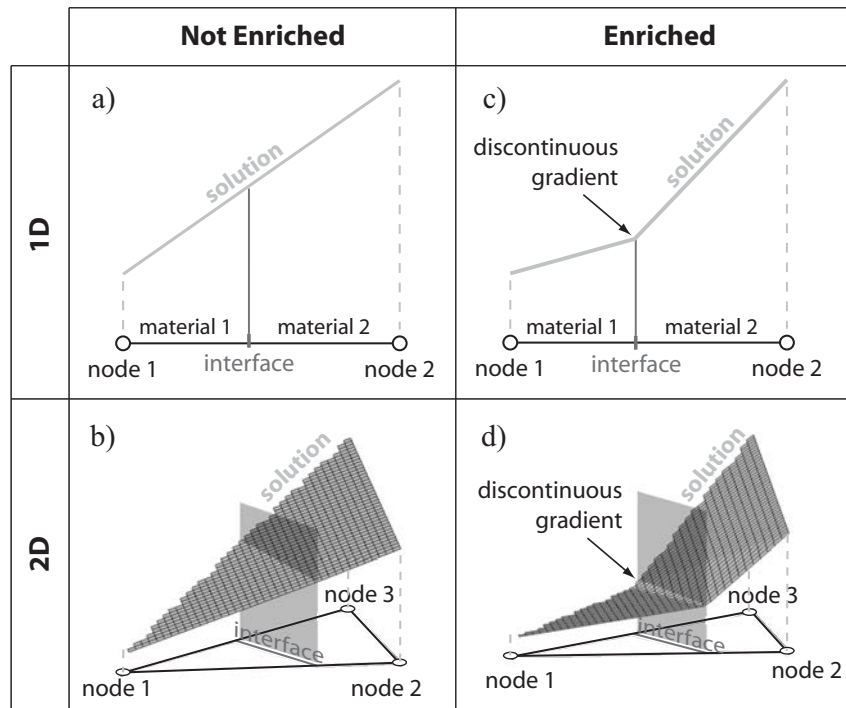 Not Enriched
Enriched
1D
a)
solution
material 1
material 2
node 1
interface
node 2
c)
discontinuous
gradient
solution
material 1
material 2
node 1
interface
node 2
2D
b)
solution
node 3
interface
node 1
node 2
d)
solution
discontinuous
gradient
node 3
interface
node 1
node 2